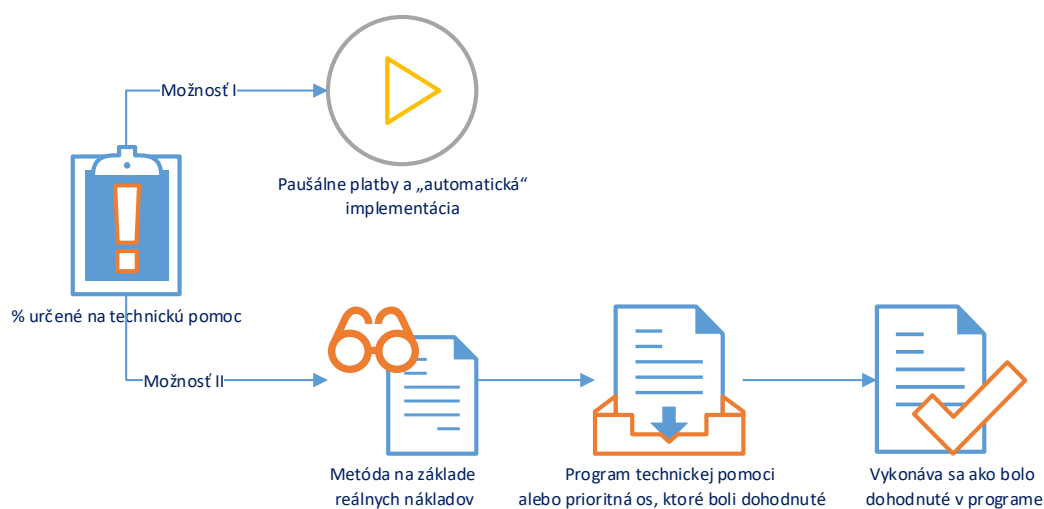 Možnosť I
Paušálne platby a „automatická“
implementácia
% určené na technickú pomoc
Možnosť II
Metóda na základe
reálnych nákladov
Program technickej pomoci
alebo prioritná os, ktoré boli dohodnuté
Vykonáva sa ako bolo
dohodnuté v programe